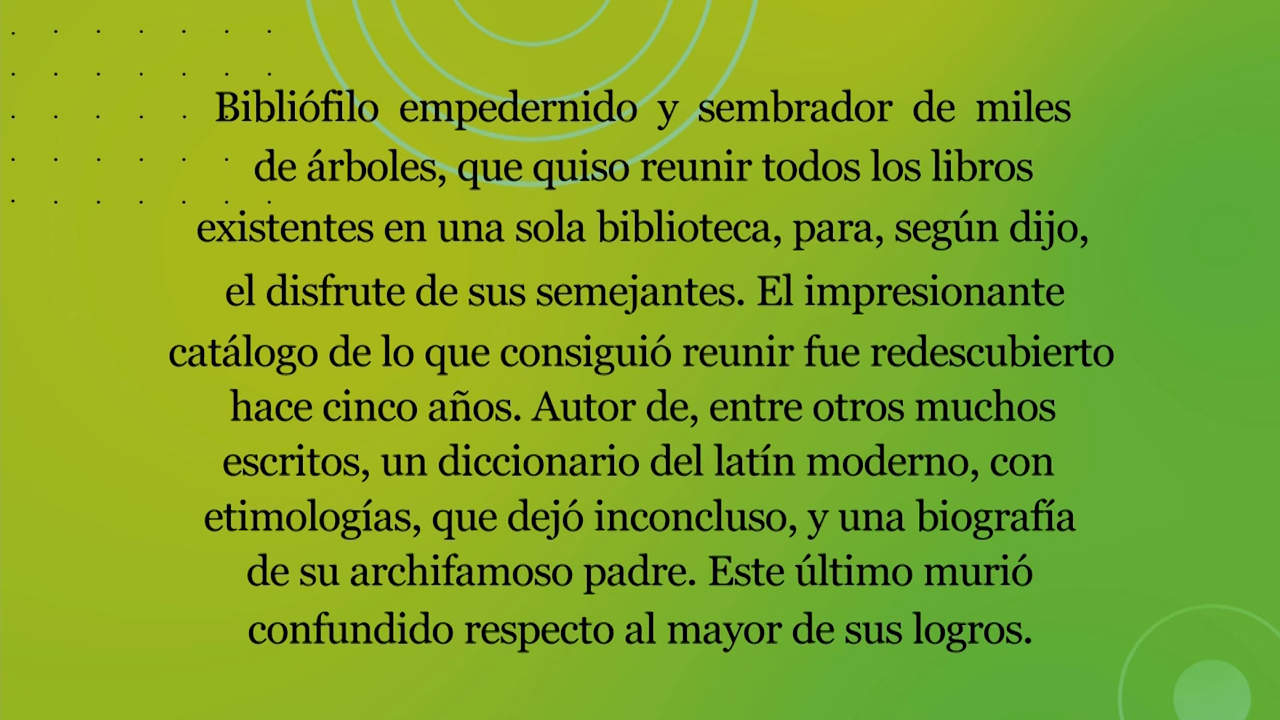 Bibliófilo empedernido y sembrador de miles
de árboles, que quiso reunir todos los libros
existentes en una sola biblioteca, para, según dijo,
el disfrute de sus semejantes. El impresionante
catálogo de lo que consiguió reunir fue redescubierto
hace cinco años. Autor de, entre otros muchos
escritos, un diccionario del latín moderno, con
etimologías, que dejó inconcluso, y una biografía
de su archifamoso padre. Este último murió
confundido respecto al mayor de sus logros.